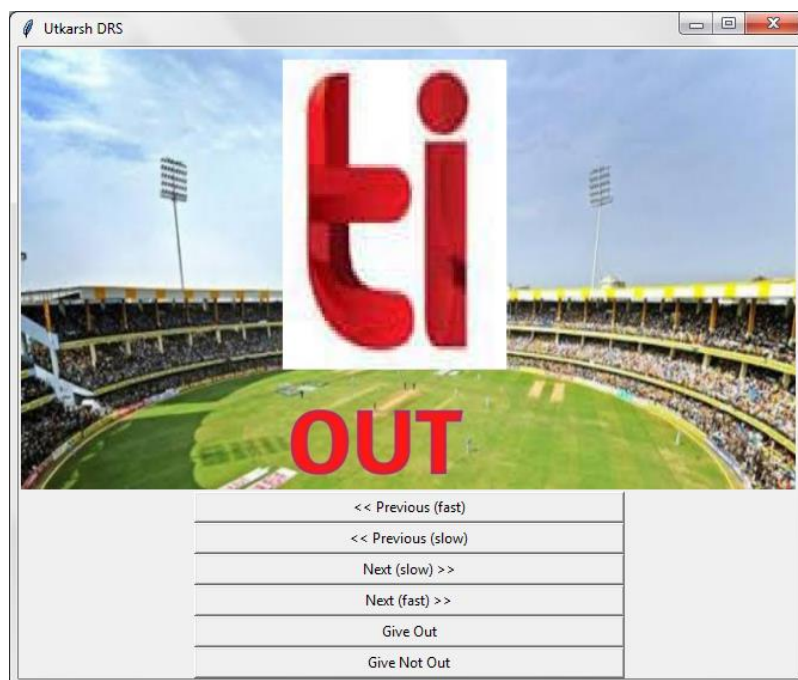 Utkarsh DRS
ti
OUT
<< Previous (fast)
<< Previous (slow)
Next (slow) >>
Next (fast) >>
Give Out
Give Not Out